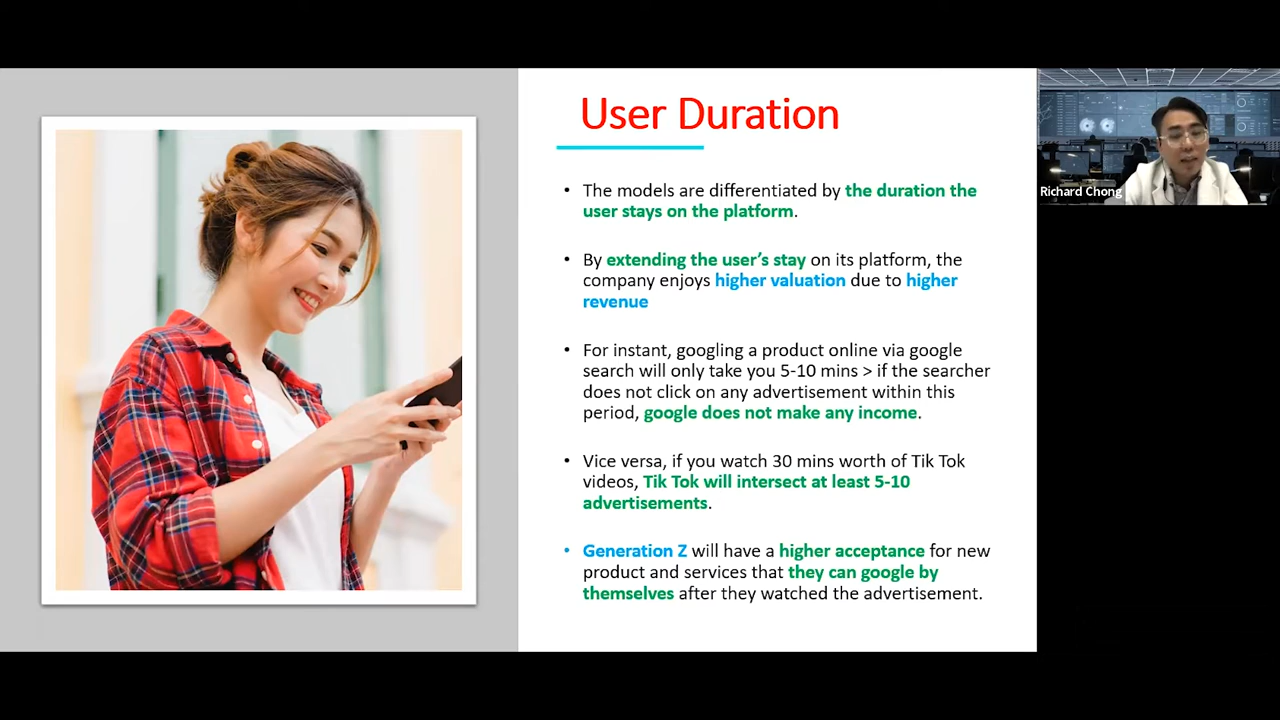 User Duration
• The models are differentiated by the duration the
user stays on the platform.
• By extending the user's stay on its platform, the
company enjoys higher valuation due to higher
revenue
• For instant, googling a product online via google
search will only take you 5-10 mins > if the searcher
does not click on any advertisement within this
period, google does not make any income.
• Vice versa, if you watch 30 mins worth of Tik Tok
videos, Tik Tok will intersect at least 5-10
advertisements.
• Generation Z will have a higher acceptance for new
product and services that they can google by
themselves after they watched the advertisement.
Richard Chong